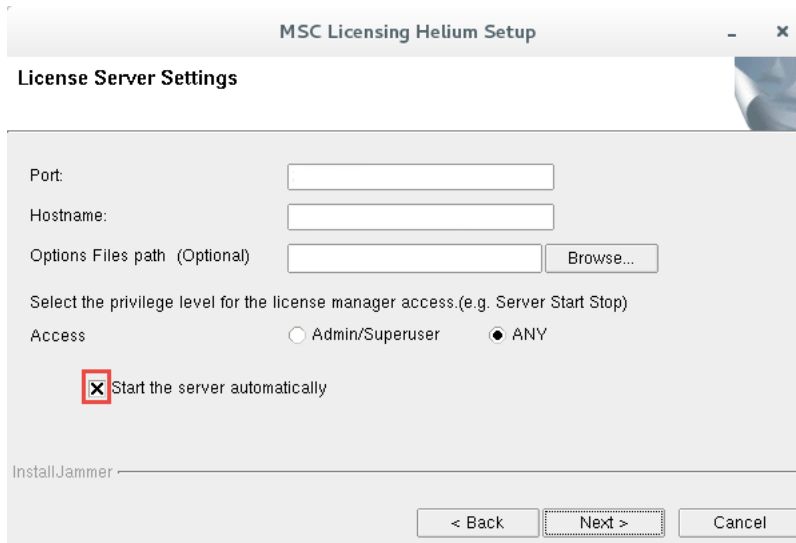 MSC Licensing Helium Setup
License Server Settings
Port:
Hostname:
Options Files path (Optional)
Browse...
Select the privilege level for the license manager access.(e.g. Server Start Stop)
Access Admin/Superuser ANY
Start the server automatically
InstallJammer
< Back Next > Cancel